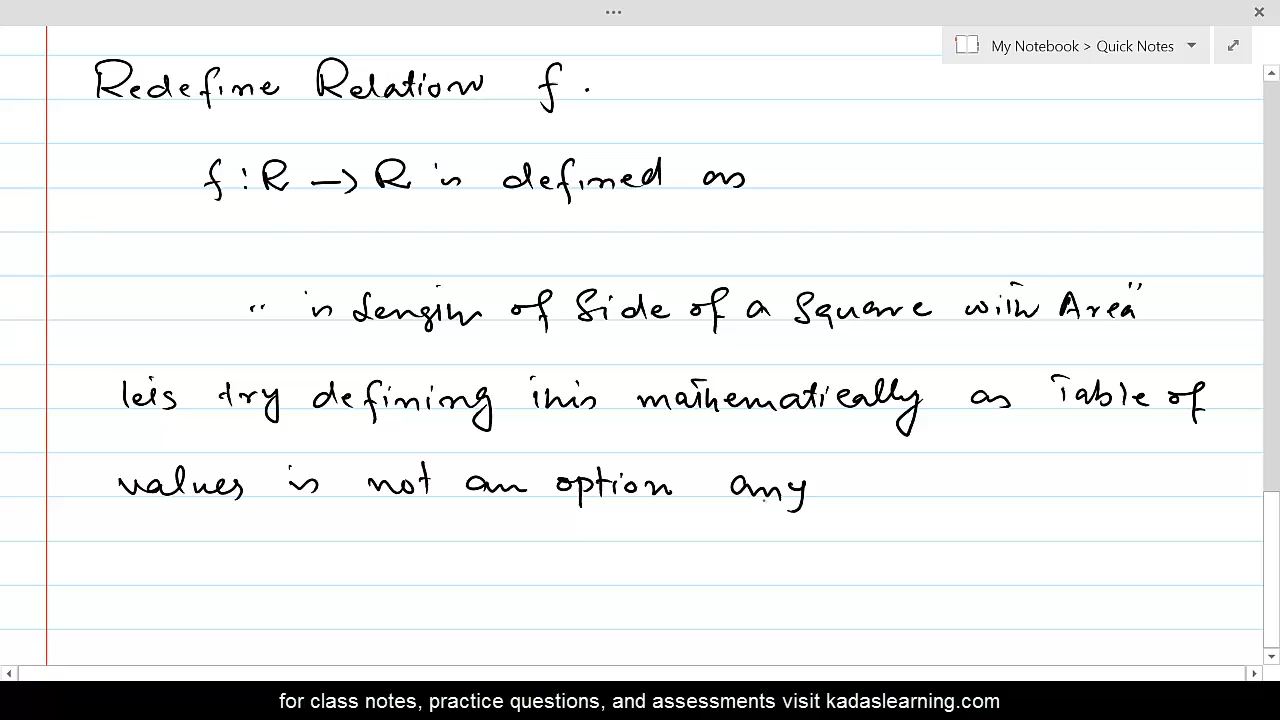 My Notebook > Quick Notes
Redefine Relation f.
f : R → R is defined as
" is Length of Side of a Square with Area"
lets try defining this mathematically as Table of
values is not an option any
for class notes, practice questions, and assessments visit kadaslearning.com